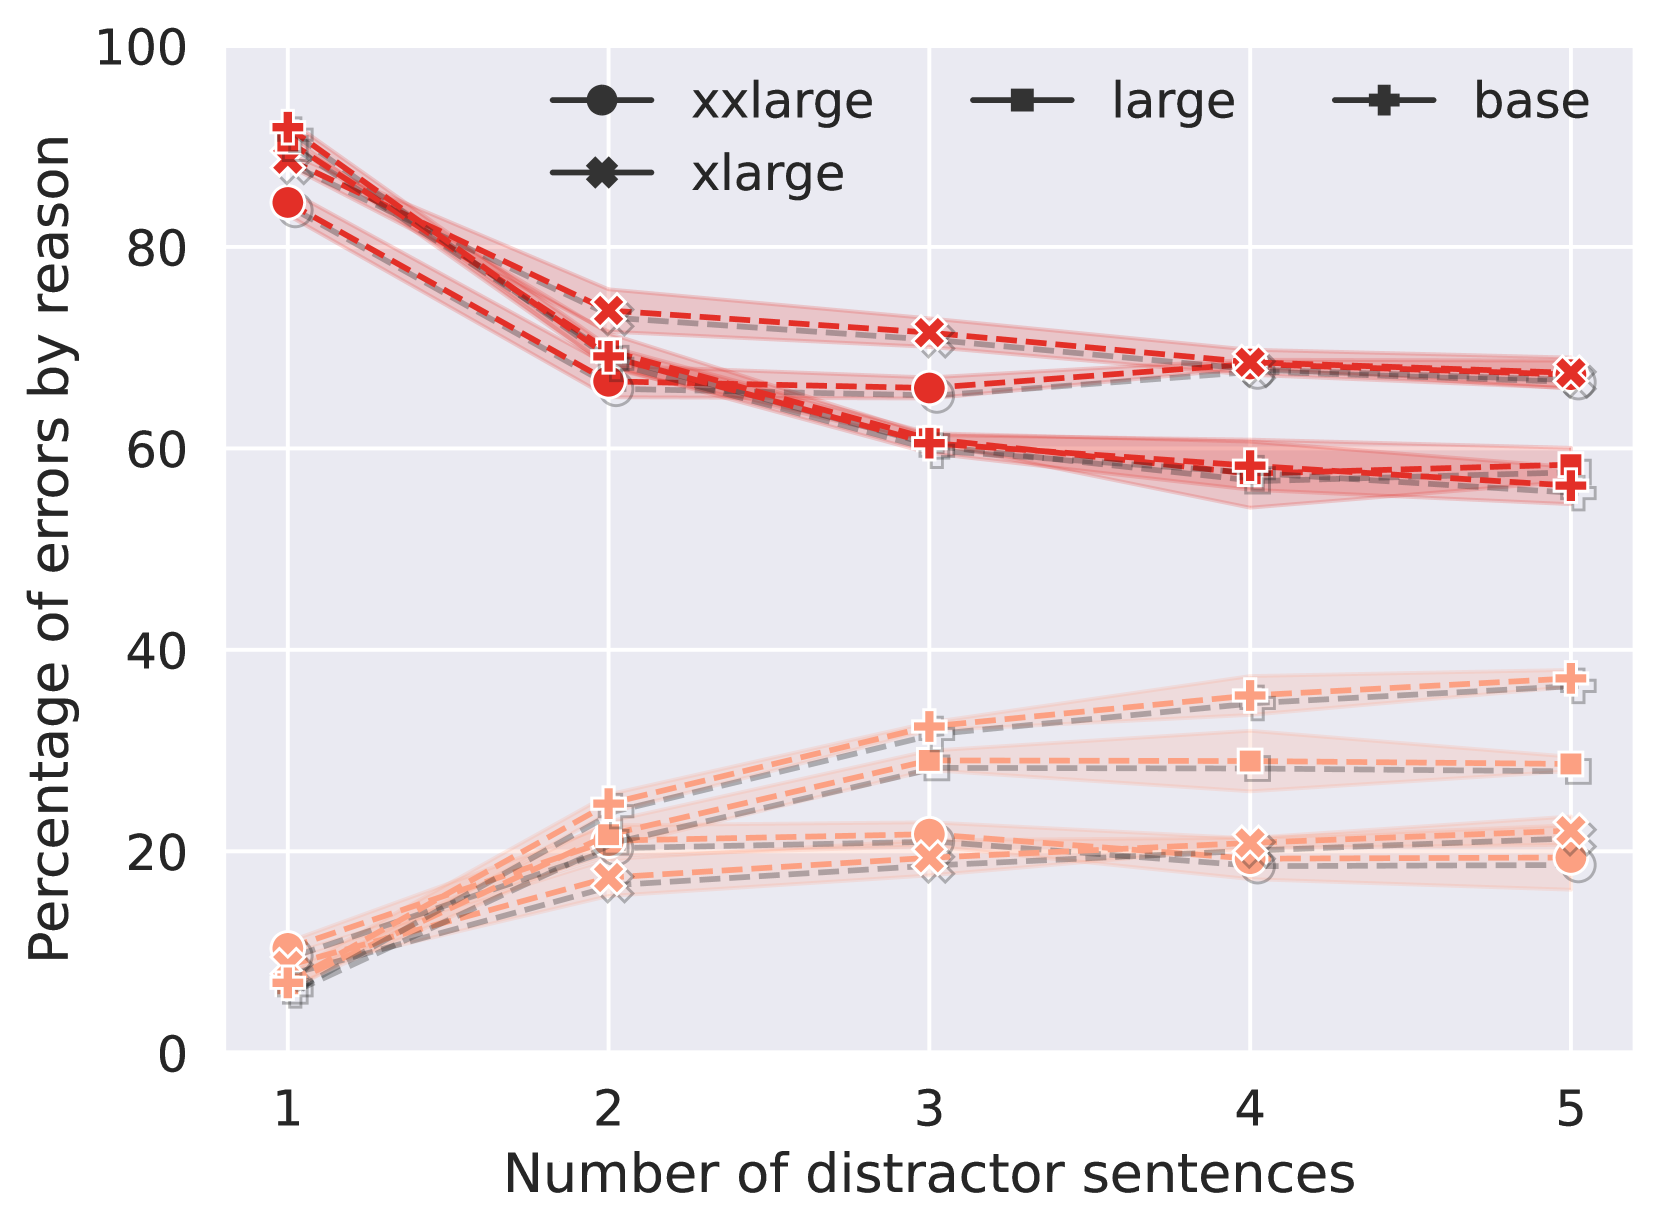 Percentage of errors by reason
100
80
60
40
20
0
xxlarge
large
base
xlarge
1 2 3 4 5
Number of distractor sentences